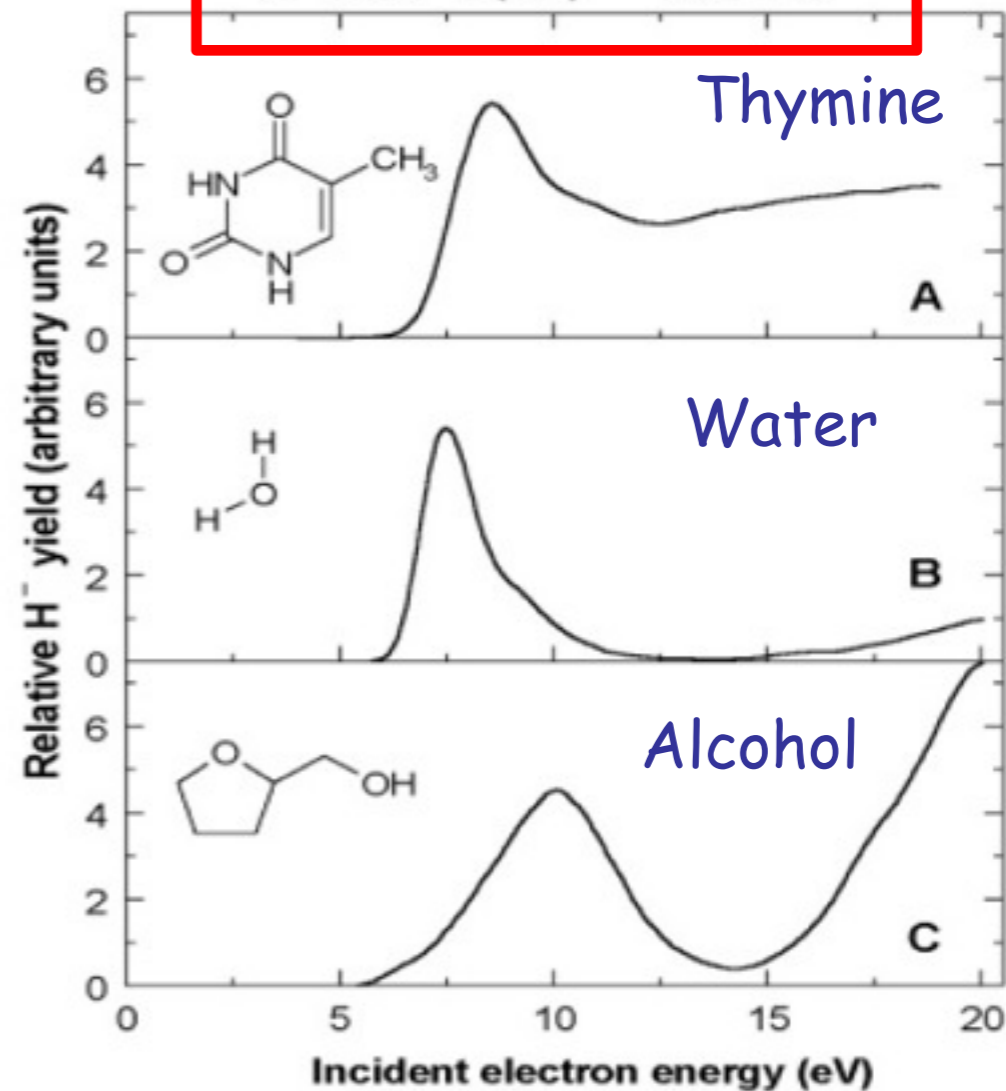 Thymine
6
4
2
0
O
HN
CH₃
O
N
H
A
Water
6
4
2
0
H
O
H
B
Alcohol
6
4
2
0
O
OH
C
0 5 10 15 20
Incident electron energy (eV)
Relative H⁻ yield (arbitrary units)